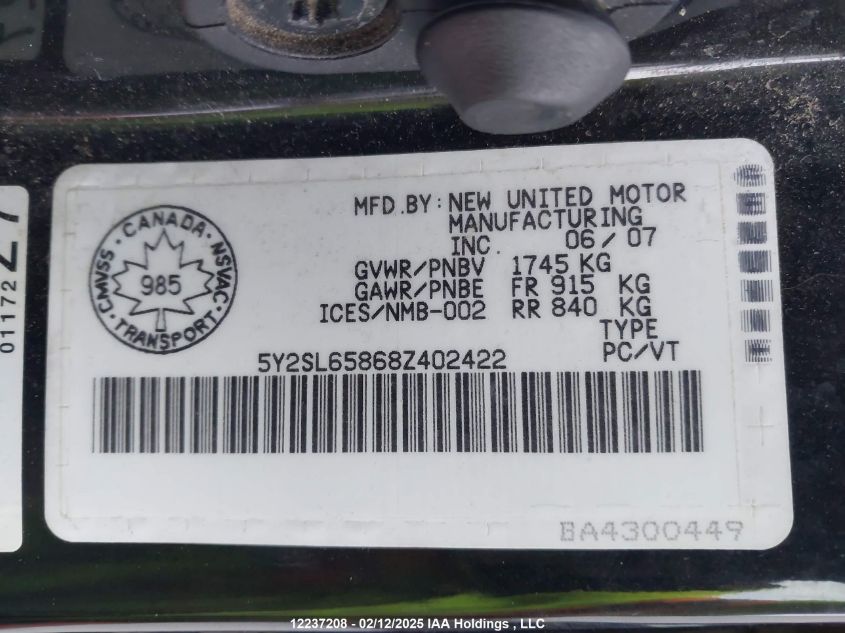 MFD.BY: NEW UNITED MOTOR
MANUFACTURING
INC. 06/07
GVWR/PNBV 1745 KG
GAWR/PNBE FR 915 KG
ICES/NMB-002 RR 840 KG
TYPE
PC/VT
CANADA
CMVSS
NSVAC
985
TRANSPORT
5Y2SL65868Z402422
BA4300449
01172
27
12237208 - 02/12/2025 IAA Holdings , LLC